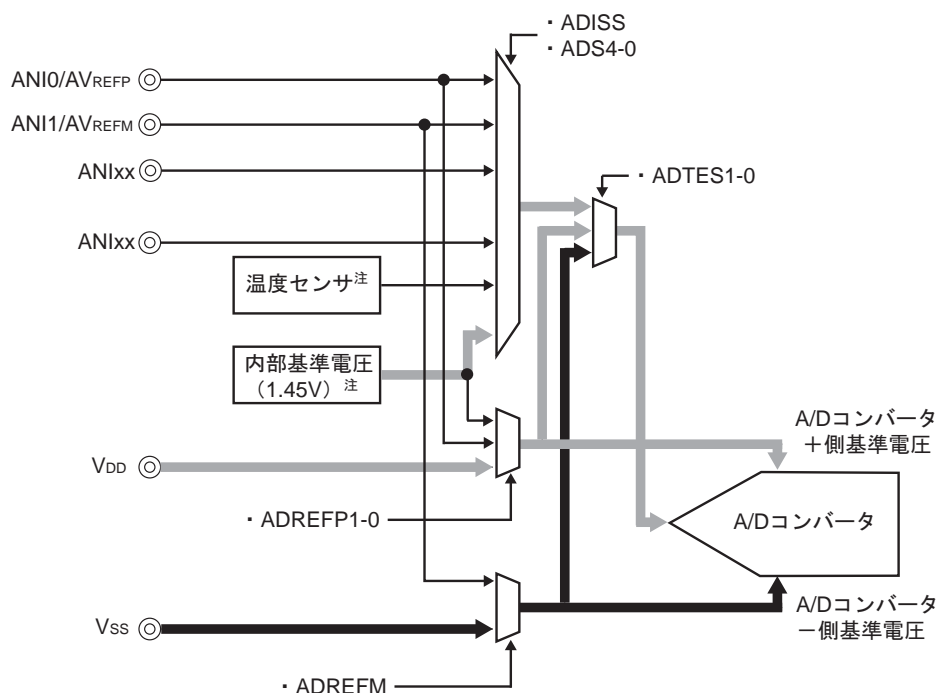 ・ ADISS
・ ADS4-0
ANI0/AVREFP
ANI1/AVREFM
ANIxx
・ ADTES1-0
ANIxx
温度センサ注
内部基準電圧
（1.45V）注
A/Dコンバータ
＋側基準電圧
VDD
・ ADREFP1-0
A/Dコンバータ
A/Dコンバータ
－側基準電圧
VSS
・ ADREFM